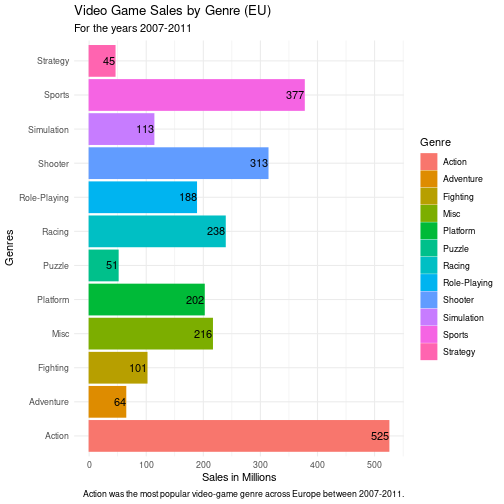 Video Game Sales by Genre (EU)
For the years 2007-2011
Genres
Strategy 45
Sports 377
Simulation 113
Shooter 313
Role-Playing 188
Racing 238
Puzzle 51
Platform 202
Misc 216
Fighting 101
Adventure 64
Action 525
0 100 200 300 400 500
Sales in Millions
Action was the most popular video-game genre across Europe between 2007-2011.
Genre
Action
Adventure
Fighting
Misc
Platform
Puzzle
Racing
Role-Playing
Shooter
Simulation
Sports
Strategy